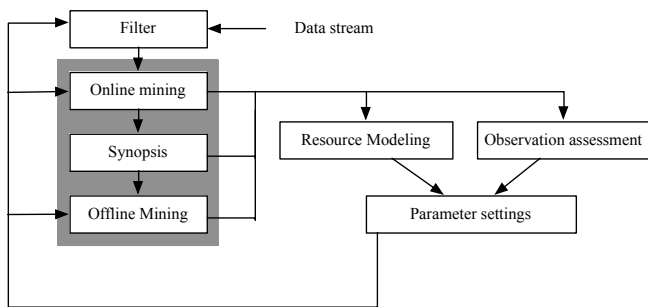 Filter
Data stream
Online mining
Synopsis
Resource Modeling
Observation assessment
Offline Mining
Parameter settings